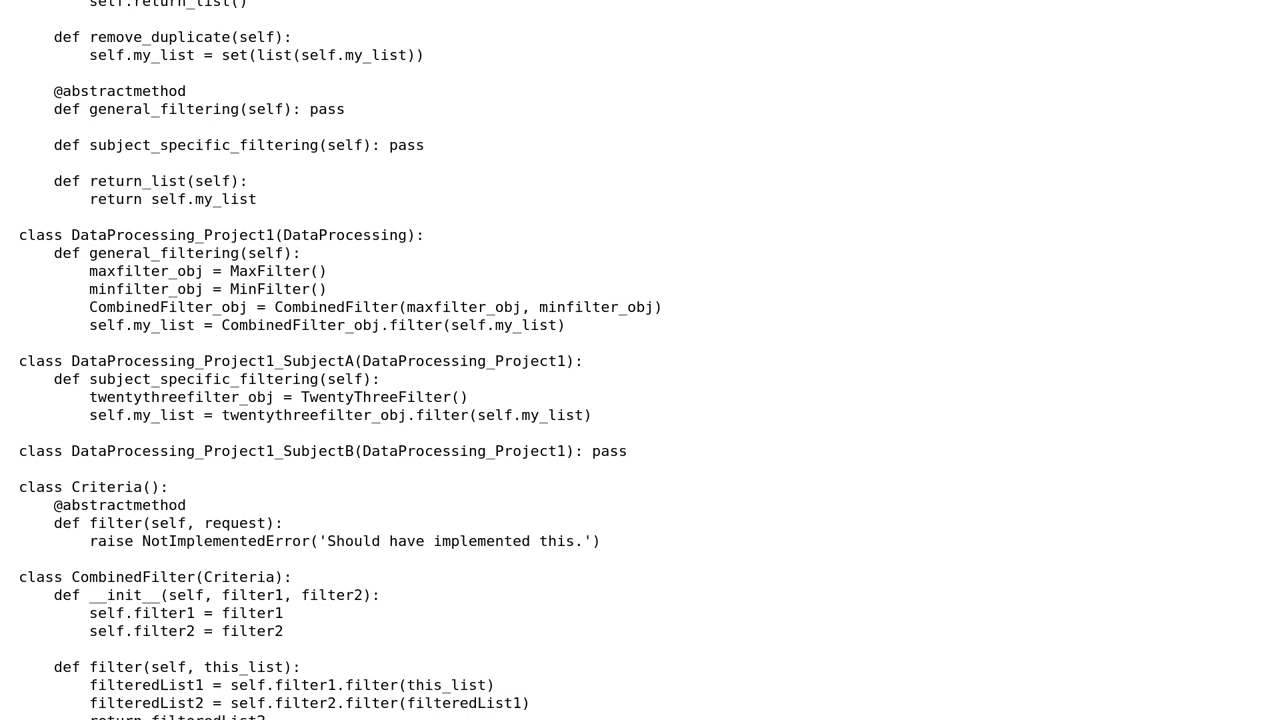 self.return_list()
def remove_duplicate(self):
self.my_list = set(list(self.my_list))
@abstractmethod
def general_filtering(self): pass
def subject_specific_filtering(self): pass
def return_list(self):
return self.my_list
class DataProcessing_Project1(DataProcessing):
def general_filtering(self):
maxfilter_obj = MaxFilter()
minfilter_obj = MinFilter()
CombinedFilter_obj = CombinedFilter(maxfilter_obj, minfilter_obj)
self.my_list = CombinedFilter_obj.filter(self.my_list)
class DataProcessing_Project1_SubjectA(DataProcessing_Project1):
def subject_specific_filtering(self):
twentythreefilter_obj = TwentyThreeFilter()
self.my_list = twentythreefilter_obj.filter(self.my_list)
class DataProcessing_Project1_SubjectB(DataProcessing_Project1): pass
class Criteria():
@abstractmethod
def filter(self, request):
raise NotImplementedError('Should have implemented this.')
class CombinedFilter(Criteria):
def __init__(self, filter1, filter2):
self.filter1 = filter1
self.filter2 = filter2
def filter(self, this_list):
filteredList1 = self.filter1.filter(this_list)
filteredList2 = self.filter2.filter(filteredList1)
return filteredList2